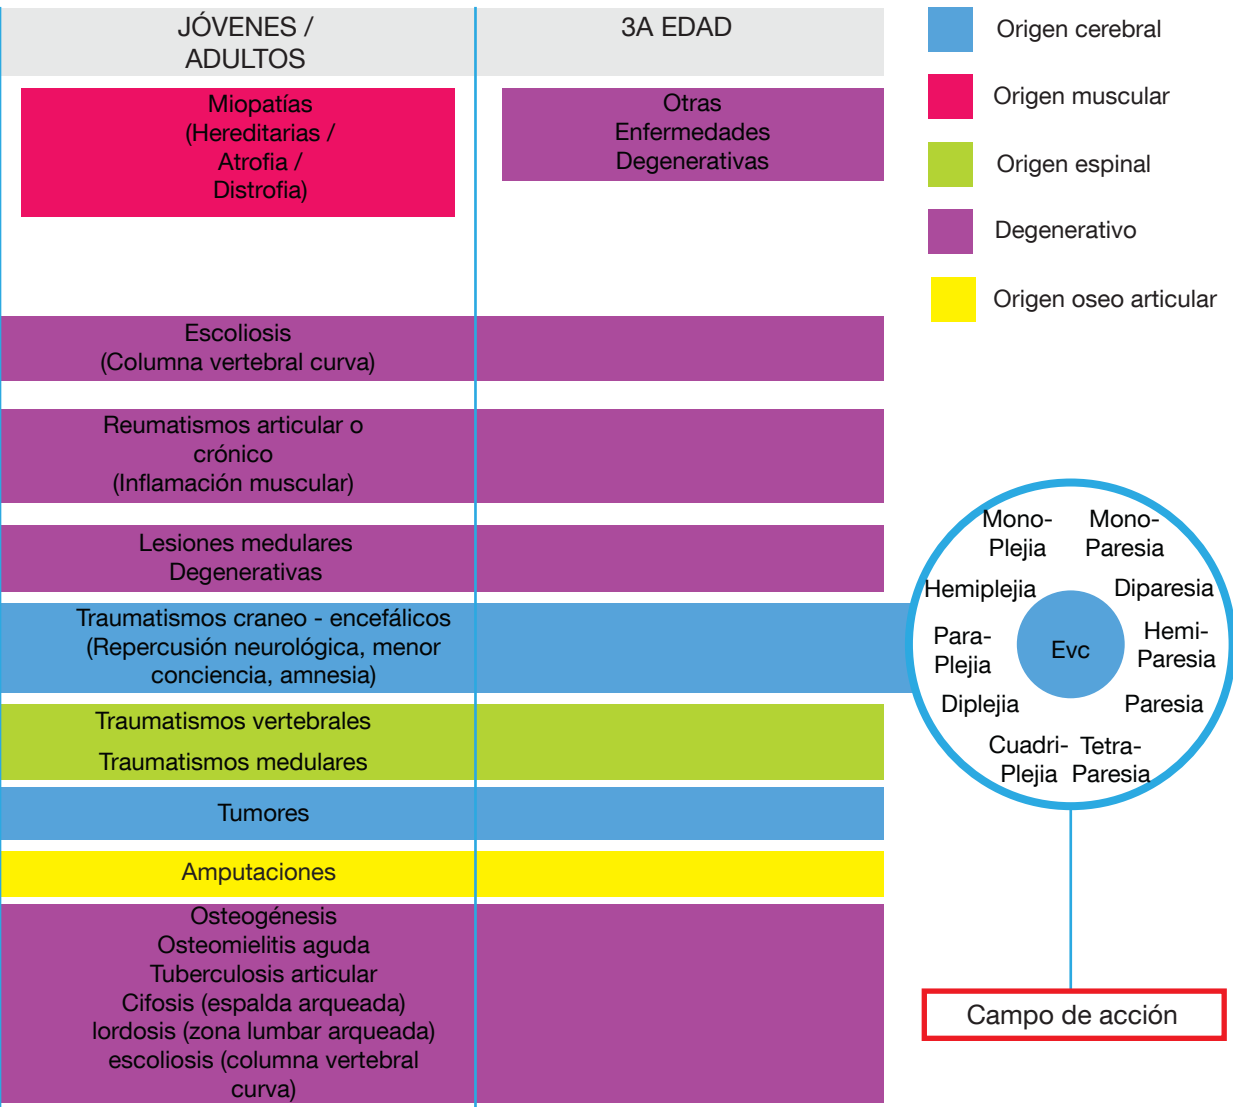 JÓVENES /
ADULTOS
3A EDAD
Miopatías
(Hereditarias /
Atrofia /
Distrofia)
Otras
Enfermedades
Degenerativas
Escoliosis
(Columna vertebral curva)
Reumatismos articular o
crónico
(Inflamación muscular)
Lesiones medulares
Degenerativas
Traumatismos craneo - encefálicos
(Repercusión neurológica, menor
conciencia, amnesia)
Traumatismos vertebrales
Traumatismos medulares
Tumores
Amputaciones
Osteogénesis
Osteomielitis aguda
Tuberculosis articular
Cifosis (espalda arqueada)
lordosis (zona lumbar arqueada)
escoliosis (columna vertebral
curva)
Origen cerebral
Origen muscular
Origen espinal
Degenerativo
Origen oseo articular
Mono-
Plejia
Mono-
Paresia
Hemiplejia
Diparesia
Para-
Plejia
Evc
Hemi-
Paresia
Diplejia
Paresia
Cuadri-
Plejia
Tetra-
Paresia
Campo de acción